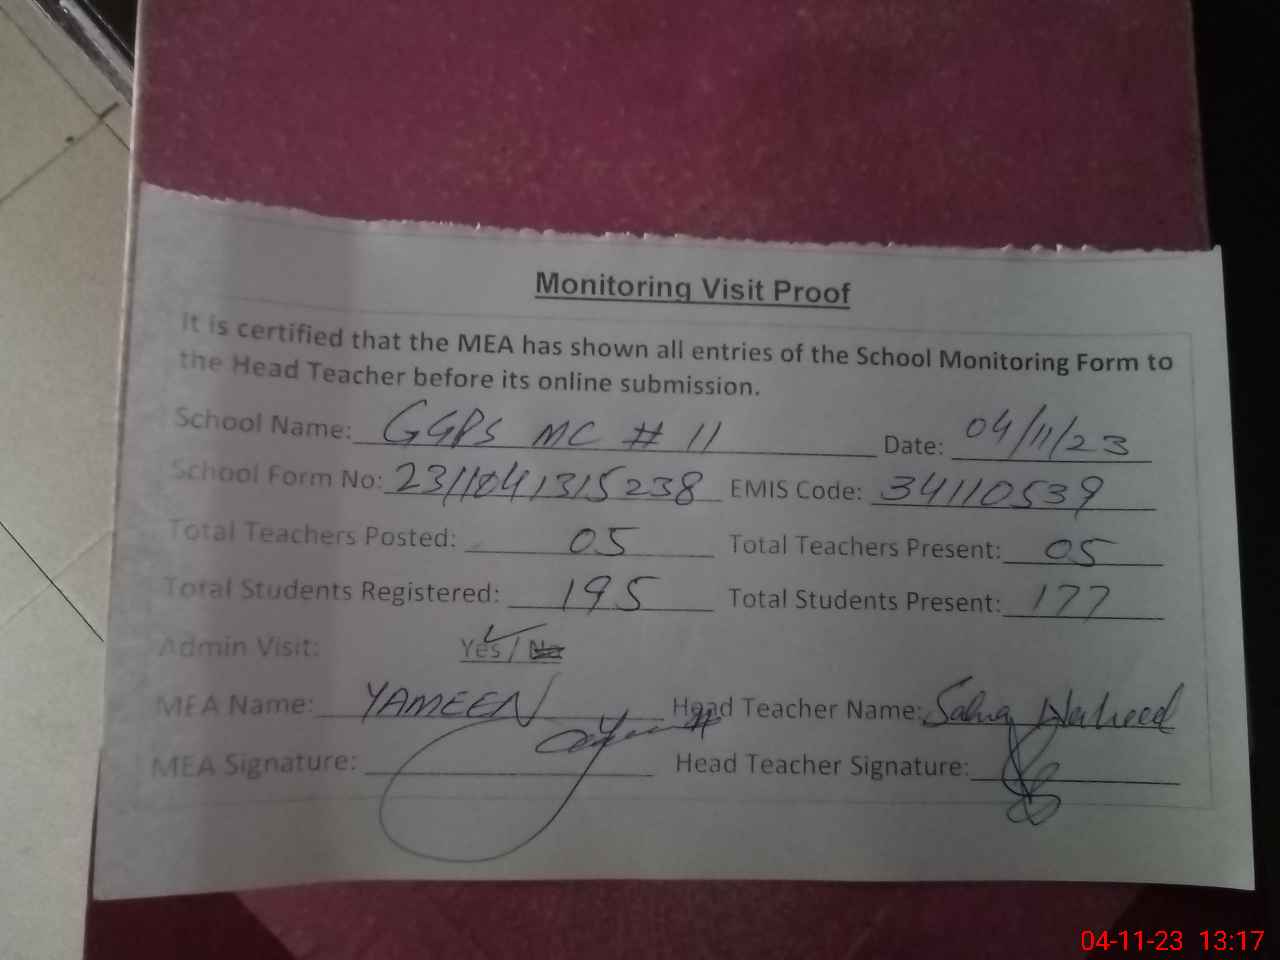 Monitoring Visit Proof
It is certified that the MEA has shown all entries of the School Monitoring Form to
the Head Teacher before its online submission.
School Name: GGPS MC # 11 Date: 04/11/23
School Form No: 2311041315238 EMIS Code: 34110539
Total Teachers Posted: 05 Total Teachers Present: 05
Total Students Registered: 195 Total Students Present: 177
Admin Visit: Yes / No
MEA Name: YAMEEN Head Teacher Name: Naheed
MEA Signature: Head Teacher Signature:
04-11-23 13:17